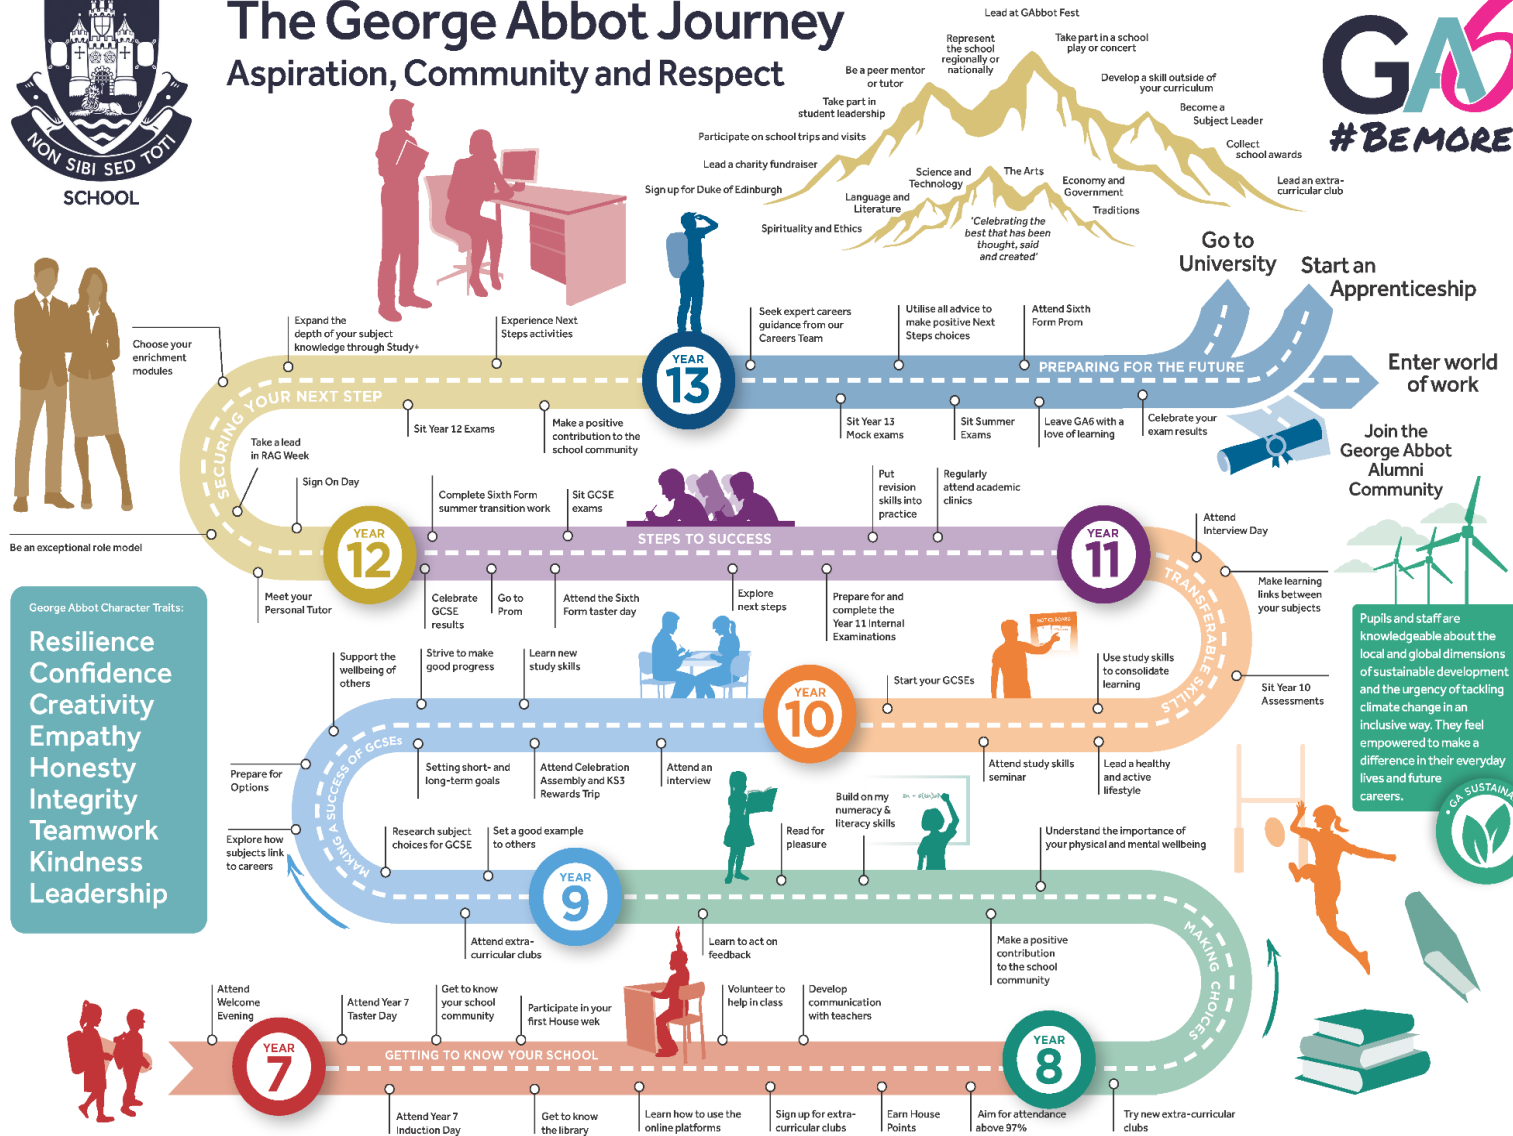 The George Abbot Journey
Aspiration, Community and Respect
NON SIBI SED TOTI
SCHOOL
GA6
#BEMORE
Lead at GAbbot Fest
Represent
the school
regionally or
nationally
Take part in a school
play or concert
Be a peer mentor
or tutor
Develop a skill outside of
your curriculum
Take part in
student leadership
Become a
Subject Leader
Participate on school trips and visits
Collect
school awards
Lead a charity fundraiser
Lead an extra-
curricular club
Sign up for Duke of Edinburgh
Science and
Technology
The Arts
Economy and
Government
Language and
Literature
Traditions
Spirituality and Ethics
'Celebrating the
best that has been
thought, said
and created'
Go to
University
Start an
Apprenticeship
Enter world
of work
Join the
George Abbot
Alumni
Community
Choose your
enrichment
modules
Expand the
depth of your subject
knowledge through Study+
Experience Next
Steps activities
YEAR
13
Seek expert careers
guidance from our
Careers Team
Utilise all advice to
make positive Next
Steps choices
Attend Sixth
Form Prom
PREPARING FOR THE FUTURE
SECURING YOUR NEXT STEP
Sit Year 12 Exams
Make a positive
contribution to the
school community
Sit Year 13
Mock exams
Sit Summer
Exams
Leave GA6 with a
love of learning
Celebrate your
exam results
Take a lead
in RAG Week
Sign On Day
Be an exceptional role model
Meet your
Personal Tutor
YEAR
12
Complete Sixth Form
summer transition work
Sit GCSE
exams
STEPS TO SUCCESS
Put
revision
skills into
practice
Regularly
attend academic
clinics
YEAR
11
Celebrate
GCSE
results
Go to
Prom
Attend the Sixth
Form taster day
Explore
next steps
Prepare for and
complete the
Year 11 Internal
Examinations
Attend
Interview Day
Make learning
links between
your subjects
TRANSFERABLE SKILLS
Sit Year 10
Assessments
Use study skills
to consolidate
learning
NOTICEBOARD
Start your GCSEs
YEAR
10
Attend study skills
seminar
Lead a healthy
and active
lifestyle
Support the
wellbeing of
others
Strive to make
good progress
Learn new
study skills
Setting short- and
long-term goals
Attend Celebration
Assembly and KS3
Rewards Trip
Attend an
interview
MAKING A SUCCESS OF GCSEs
Prepare for
Options
Explore how
subjects link
to careers
Research subject
choices for GCSE
Set a good example
to others
Attend extra-
curricular clubs
YEAR
9
Read for
pleasure
Build on my
numeracy &
literacy skills
Understand the importance of
your physical and mental wellbeing
Learn to act on
feedback
Make a positive
contribution
to the school
community
MAKING CHOICES
YEAR
8
Try new extra-curricular
clubs
Attend
Welcome
Evening
YEAR
7
Attend Year 7
Taster Day
Get to know
your school
community
Participate in your
first House wek
Volunteer to
help in class
Develop
communication
with teachers
GETTING TO KNOW YOUR SCHOOL
Attend Year 7
Induction Day
Get to know
the library
Learn how to use the
online platforms
Sign up for extra-
curricular clubs
Earn House
Points
Aim for attendance
above 97%
George Abbot Character Traits:
Resilience
Confidence
Creativity
Empathy
Honesty
Integrity
Teamwork
Kindness
Leadership
Pupils and staff are
knowledgeable about the
local and global dimensions
of sustainable development
and the urgency of tackling
climate change in an
inclusive way. They feel
empowered to make a
difference in their everyday
lives and future
careers.
GA SUSTAINA